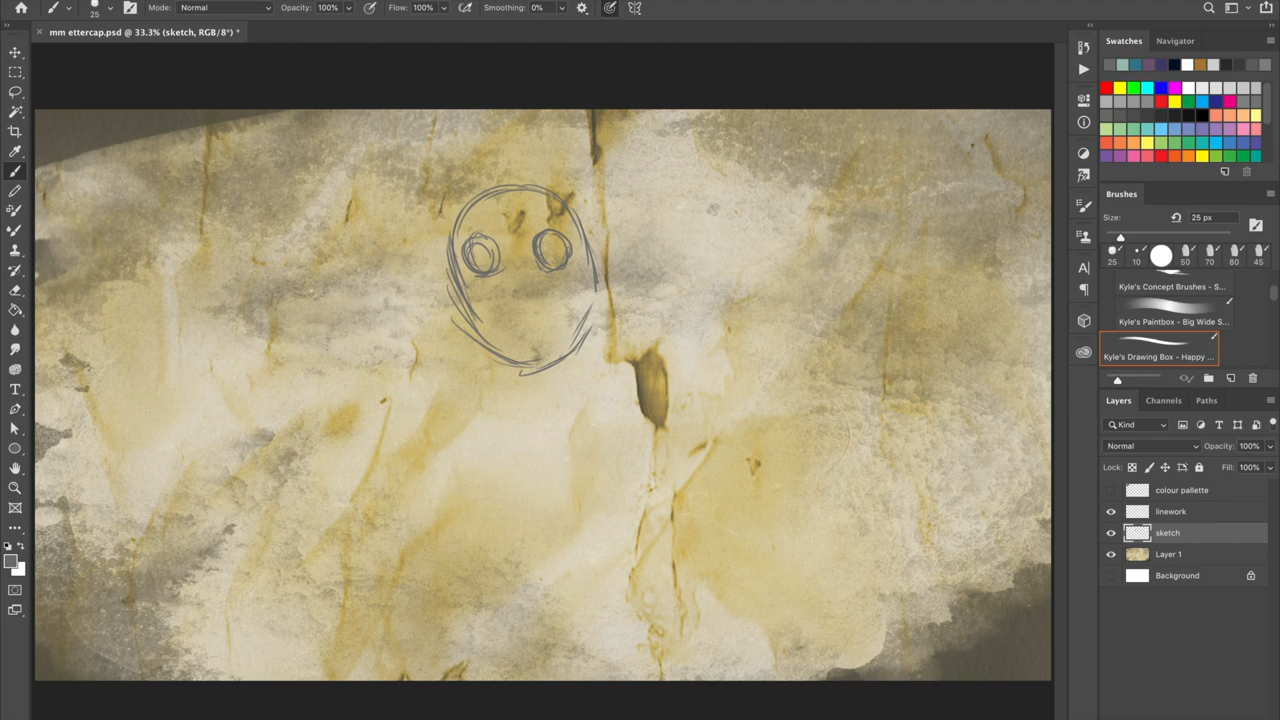 25
Mode: Normal
Opacity: 100%
Flow: 100%
Smoothing: 0%
mm ettercap.psd @ 33.3% (sketch, RGB/8*) *
Swatches Navigator
Brushes
Size: 25 px
25 10 50 70 80 45
Kyle's Concept Brushes - S...
Kyle's Paintbox - Big Wide S...
Kyle's Drawing Box - Happy ...
Layers Channels Paths
Kind
Normal Opacity: 100%
Lock: Fill: 100%
colour pallette
linework
sketch
Layer 1
Background